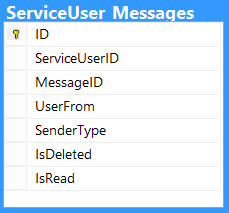 ServiceUser Messages
ID
ServiceUserID
MessageID
UserFrom
SenderType
IsDeleted
IsRead